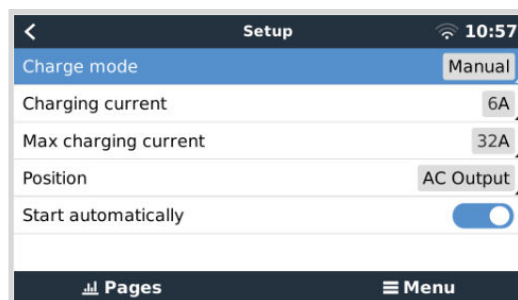 Setup 10:57
Charge mode Manual
Charging current 6A
Max charging current 32A
Position AC Output
Start automatically
Pages Menu